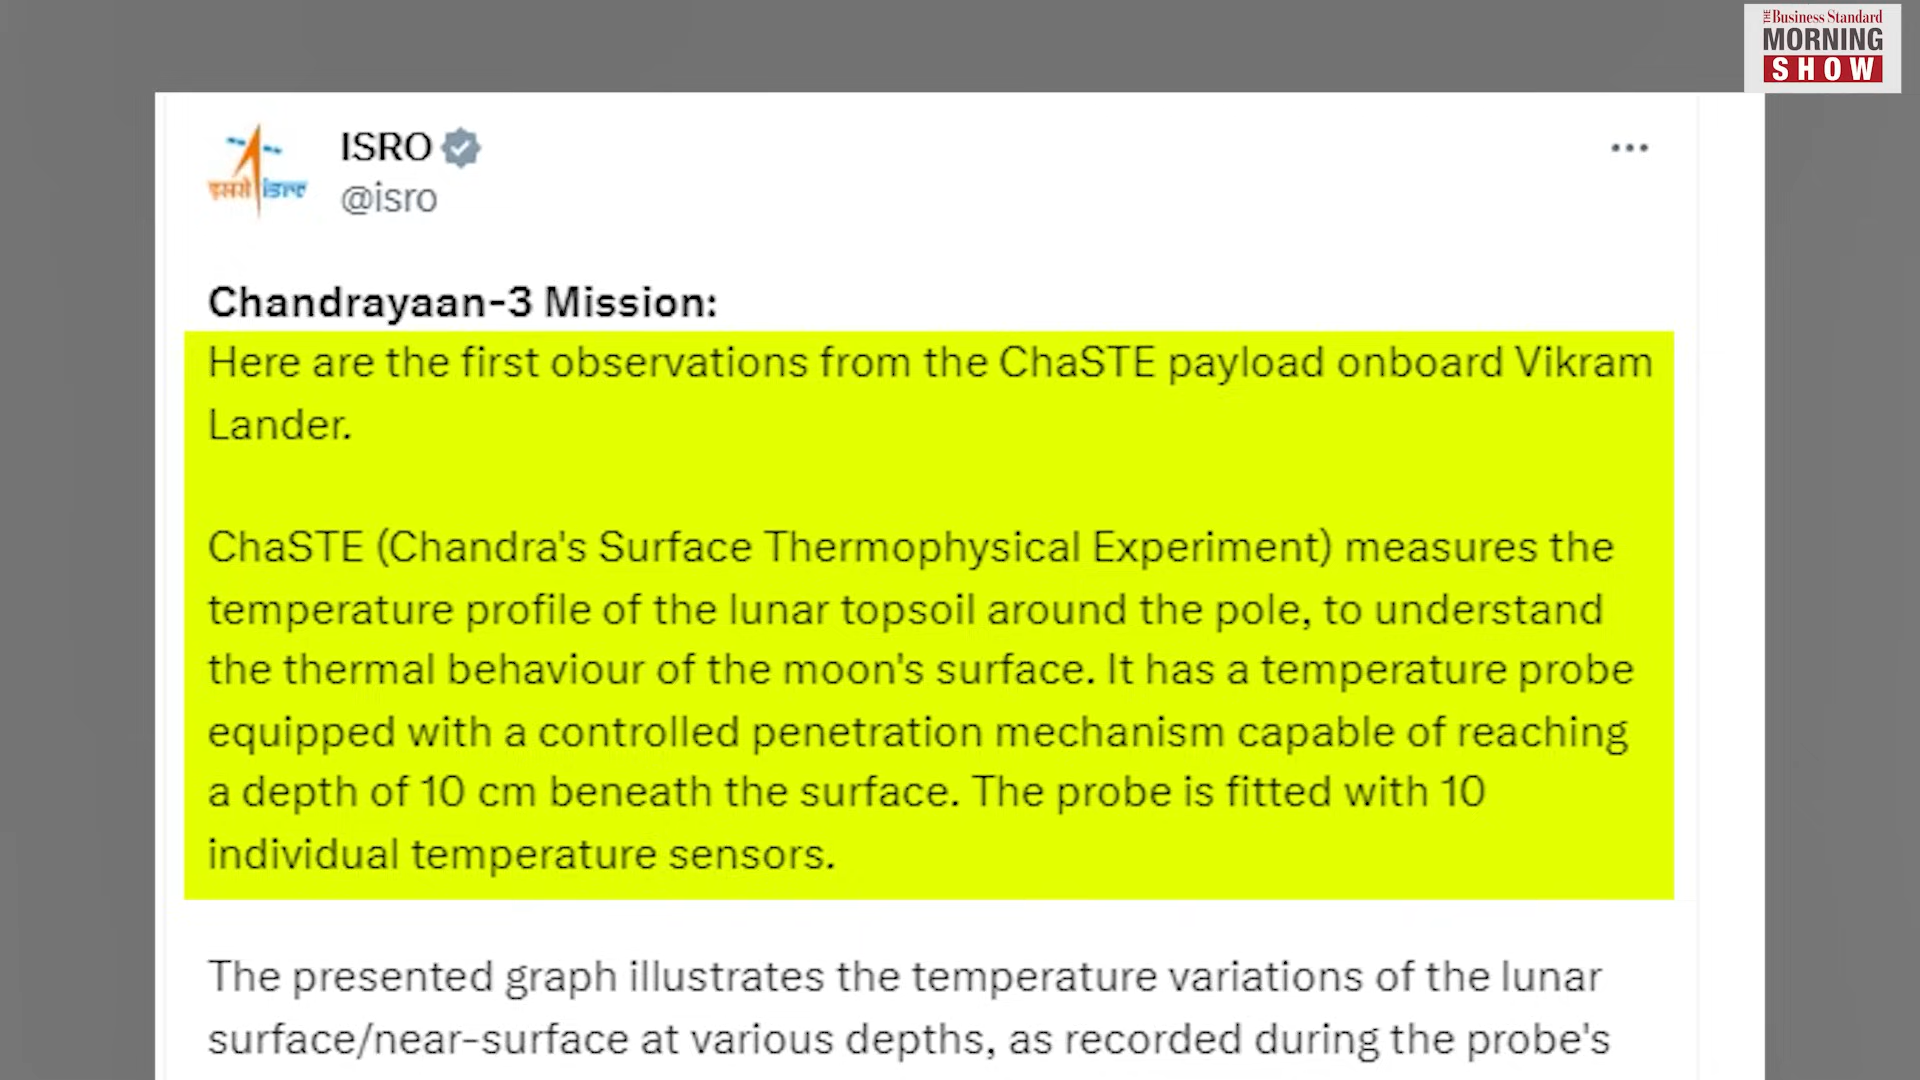 THE Business Standard
MORNING
SHOW
ISRO
@isro
इसरो isro
Chandrayaan-3 Mission:
Here are the first observations from the ChaSTE payload onboard Vikram
Lander.
ChaSTE (Chandra's Surface Thermophysical Experiment) measures the
temperature profile of the lunar topsoil around the pole, to understand
the thermal behaviour of the moon's surface. It has a temperature probe
equipped with a controlled penetration mechanism capable of reaching
a depth of 10 cm beneath the surface. The probe is fitted with 10
individual temperature sensors.
The presented graph illustrates the temperature variations of the lunar
surface/near-surface at various depths, as recorded during the probe's